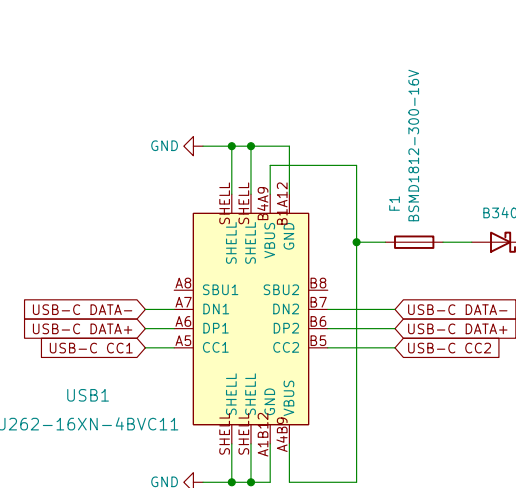 BSMD1812-300-16V
F1
GND
B340
SHELL
SHELL
B4A9
B1A12
SHELL
SHELL
VBUS
GND
A8
SBU1
SBU2
B8
USB-C DATA-
A7
DN1
DN2
B7
USB-C DATA-
USB-C DATA+
A6
DP1
DP2
B6
USB-C DATA+
USB-C CC1
A5
CC1
CC2
B5
USB-C CC2
SHELL
SHELL
GND
VBUS
USB1
U262-16XN-4BVC11
SHELL
SHELL
A1B12
A4B9
GND